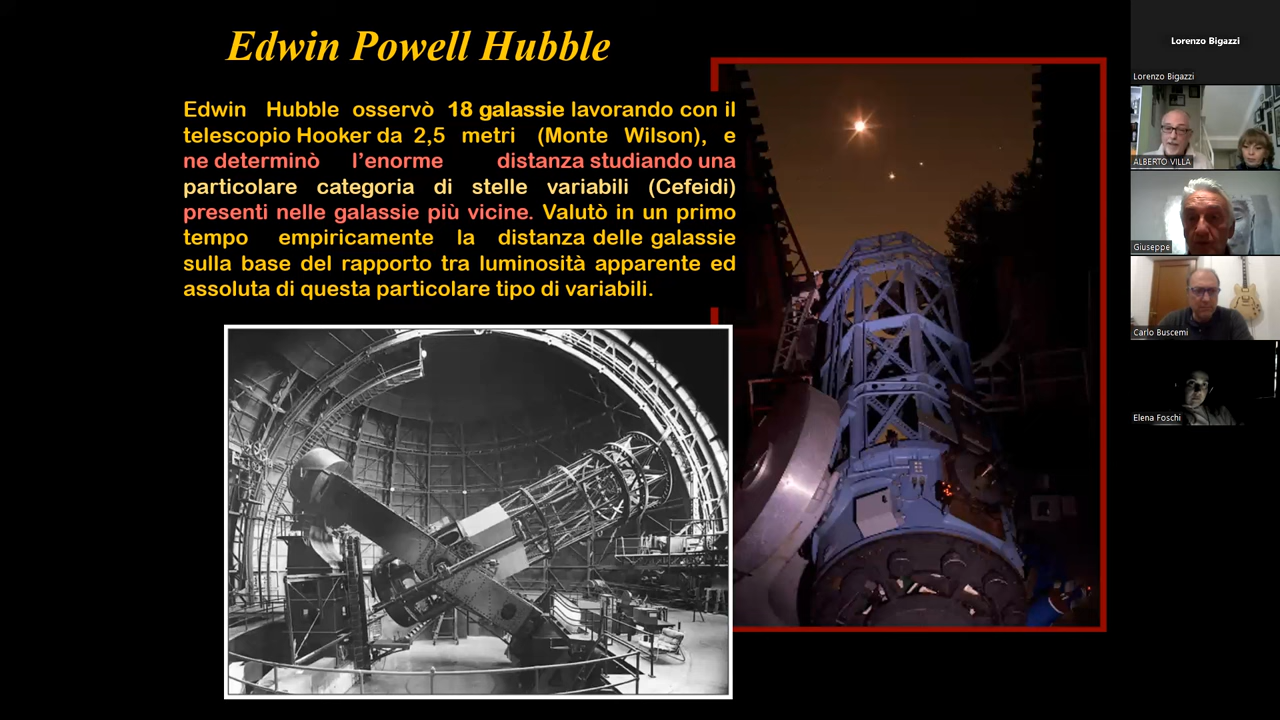 Edwin Powell Hubble
Edwin Hubble osservò 18 galassie lavorando con il
telescopio Hooker da 2,5 metri (Monte Wilson), e
ne determinò l’enorme distanza studiando una
particolare categoria di stelle variabili (Cefeidi)
presenti nelle galassie più vicine. Valutò in un primo
tempo empiricamente la distanza delle galassie
sulla base del rapporto tra luminosità apparente ed
assoluta di questa particolare tipo di variabili.
Lorenzo Bigazzi
Lorenzo Bigazzi
ALBERTO VILLA
Giuseppe
Carlo Buscemi
Elena Foschi